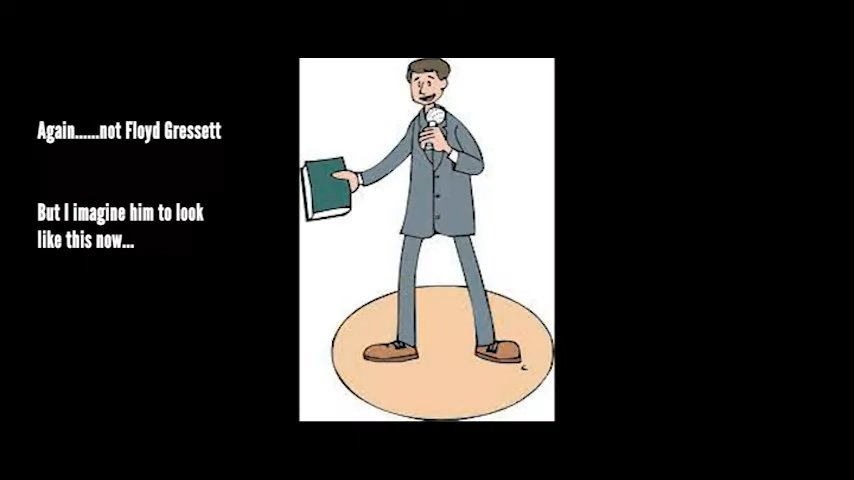 Again......not Floyd Gressett
But I imagine him to look
like this now...